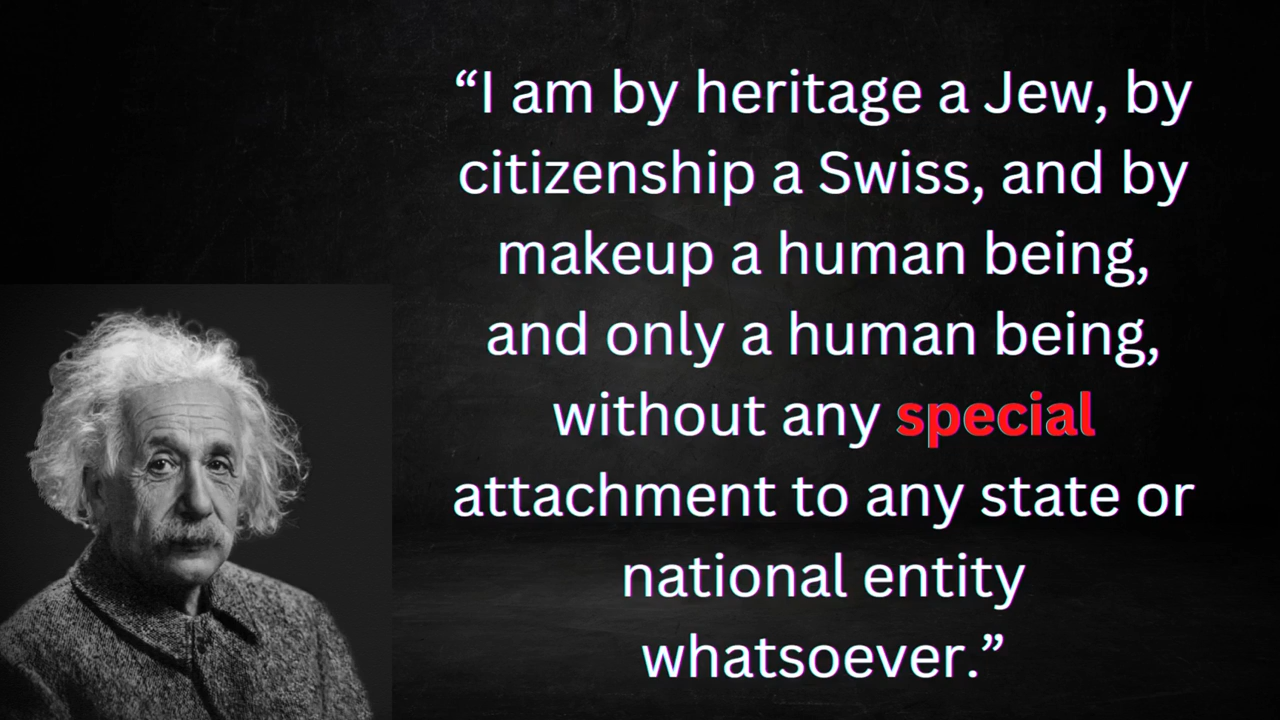 “I am by heritage a Jew, by
citizenship a Swiss, and by
makeup a human being,
and only a human being,
without any special
attachment to any state or
national entity
whatsoever.”